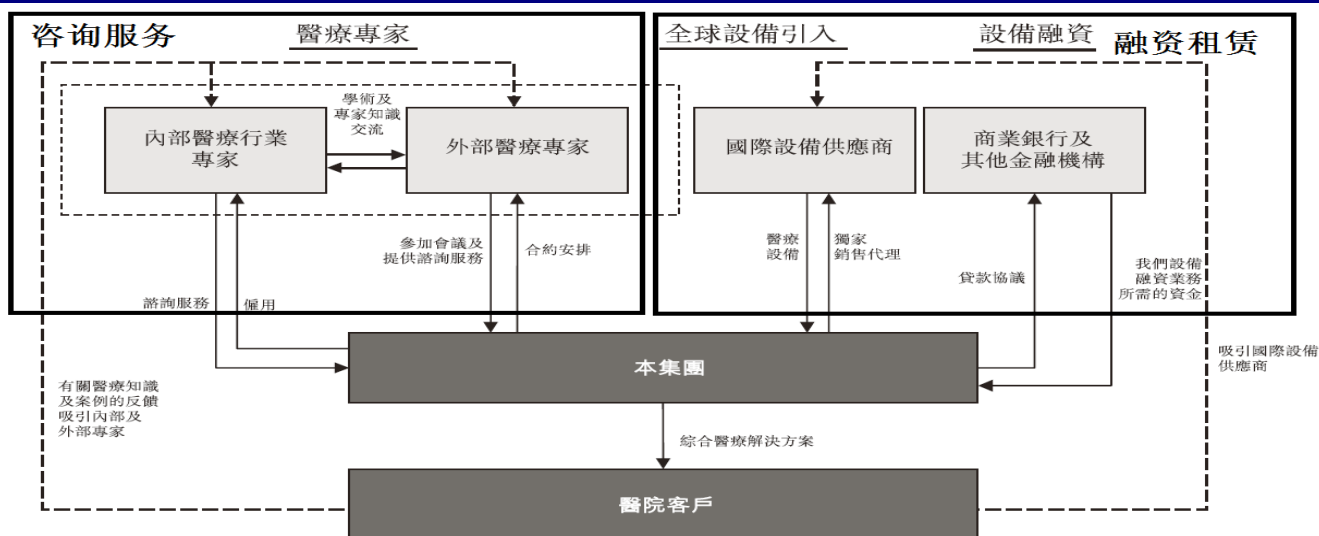 咨询服务
醫療專家
全球設備引入
設備融資
融资租赁
學術及
專家知識
交流
內部醫療行業
專家
外部醫療專家
國際設備供應商
商業銀行及
其他金融機構
參加會議及
提供諮詢服務
合約安排
醫療
設備
獨家
銷售代理
貸款協議
我們設備
融資業務
所需的資金
諮詢服務
僱用
本集團
吸引國際設備
供應商
有關醫療知識
及案例的反饋
吸引內部及
外部專家
綜合醫療解決方案
醫院客戶